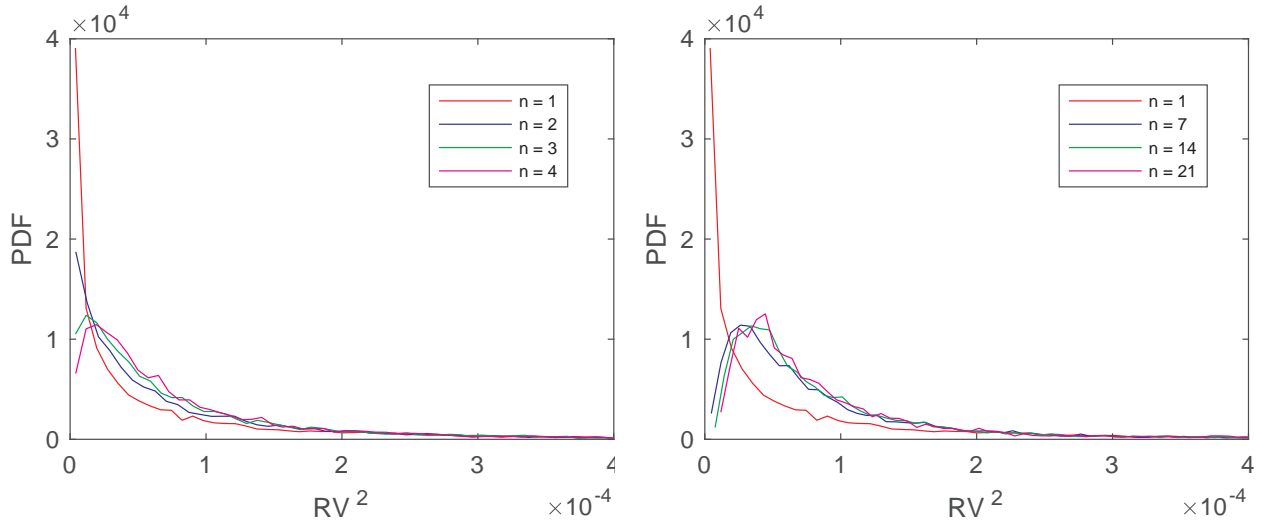 ×10^4
4
3
2
1
0
PDF
n = 1
n = 2
n = 3
n = 4
0 1 2 3 4
RV^2
×10^-4
×10^4
4
3
2
1
0
PDF
n = 1
n = 7
n = 14
n = 21
0 1 2 3 4
RV^2
×10^-4